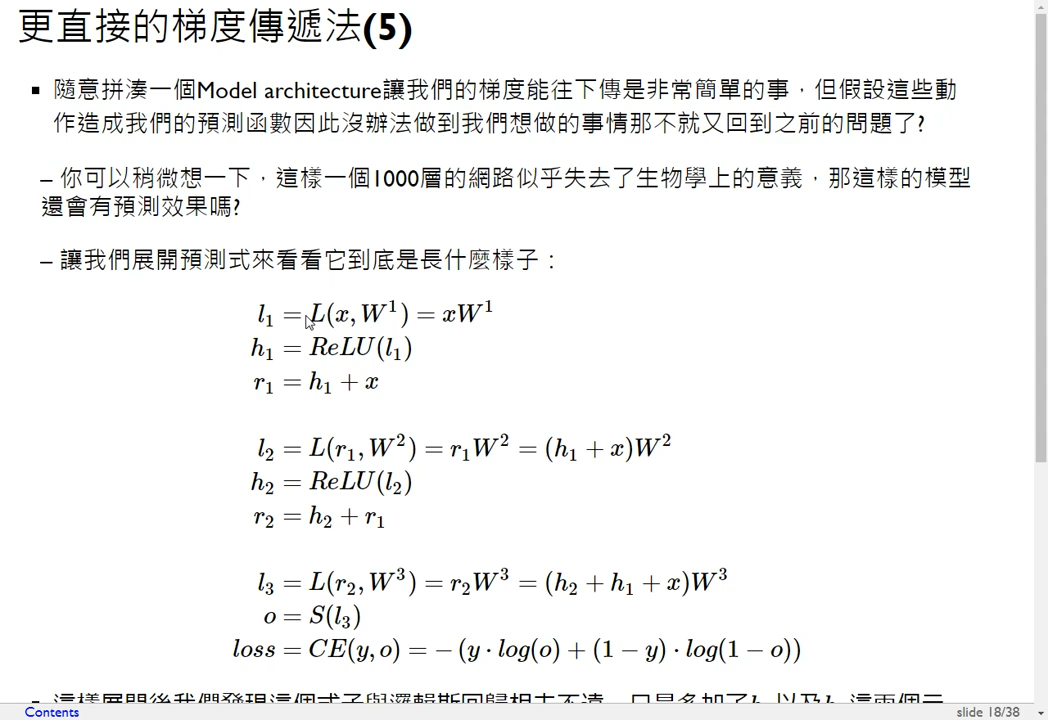 更直接的梯度傳遞法(5)
▪ 隨意拼湊一個Model architecture讓我們的梯度能往下傳是非常簡單的事，但假設這些動
作造成我們的預測函數因此沒辦法做到我們想做的事情那不就又回到之前的問題了?
– 你可以稍微想一下，這樣一個1000層的網路似乎失去了生物學上的意義，那這樣的模型
還會有預測效果嗎?
– 讓我們展開預測式來看看它到底是長什麼樣子：
l₁ = L(x, W¹) = xW¹
h₁ = ReLU(l₁)
r₁ = h₁ + x
l₂ = L(r₁, W²) = r₁W² = (h₁ + x)W²
h₂ = ReLU(l₂)
r₂ = h₂ + r₁
l₃ = L(r₂, W³) = r₂W³ = (h₂ + h₁ + x)W³
o = S(l₃)
loss = CE(y, o) = −(y · log(o) + (1 − y) · log(1 − o))
Contents
slide 18/38